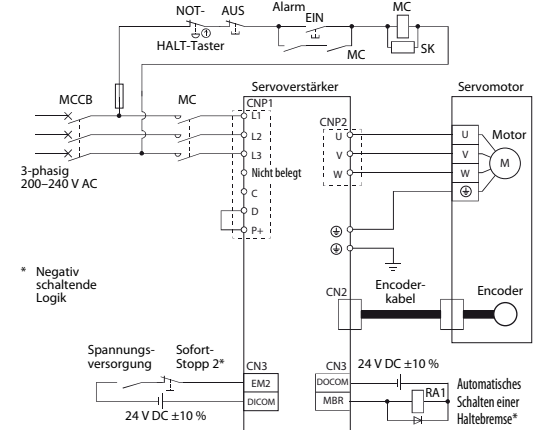 NOT-
HALT-Taster
AUS
Alarm
EIN
MC
MC
SK
1
MCCB
MC
3-phasig
200–240 V AC
Servoverstärker
CNP1
L1
L2
L3
Nicht belegt
C
D
P+
CNP2
U
V
W
Servomotor
U
V
W
Motor
M
* Negativ
schaltende
Logik
CN2
Encoder-
kabel
Encoder
Spannungs-
versorgung
Sofort-
Stopp 2*
24 V DC ±10 %
CN3
EM2
DICOM
CN3
DOCOM
MBR
24 V DC ±10 %
RA1
Automatisches
Schalten einer
Haltebremse*